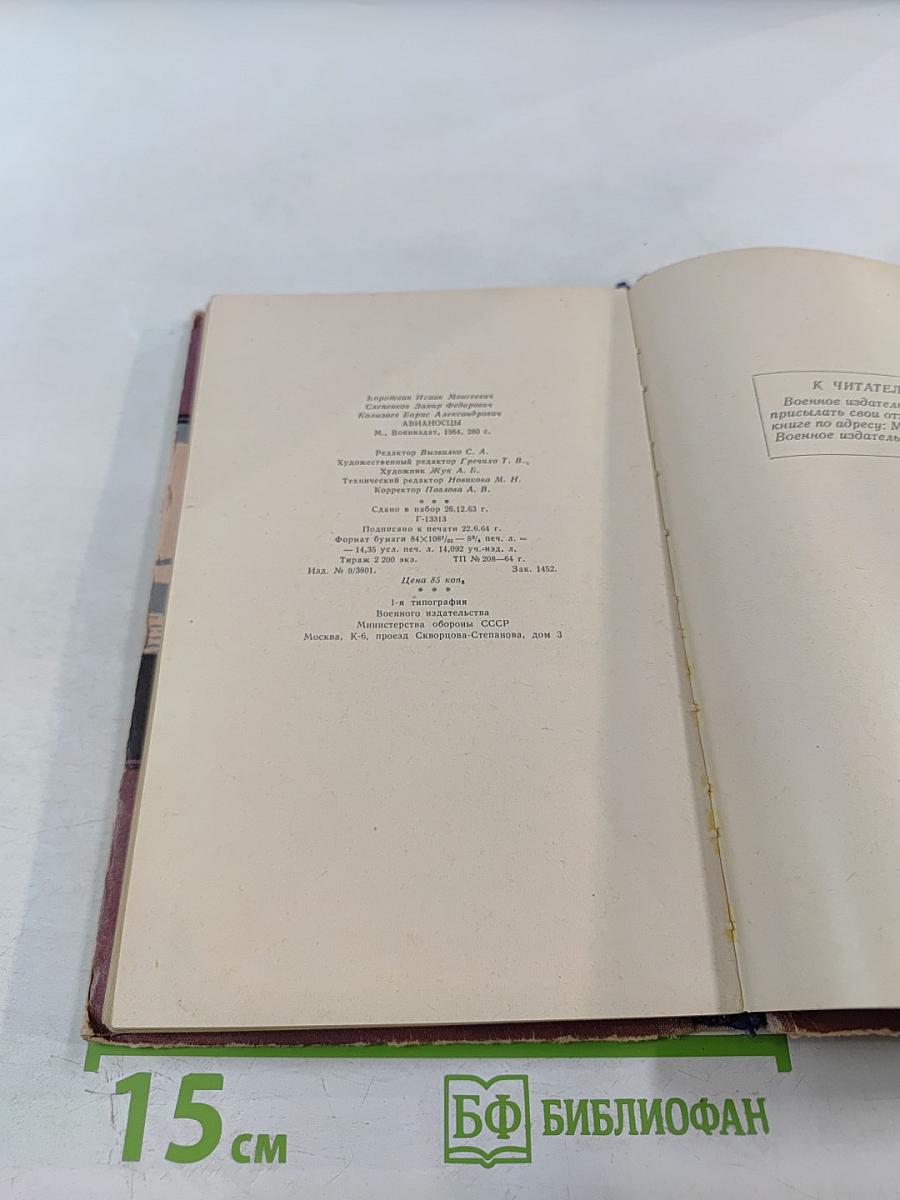 Короткин Исаак Моисеевич
Слепенков Захар Федорович
Колызаев Борис Александрович
АВИАНОСЦЫ
М., Воениздат, 1964, 280 с.
Редактор Вызвилко С. А.
Художественный редактор Гречихо Т. В.
Художник Жук А. Б.
Технический редактор Новикова М. Н.
Корректор Павлова А. В.
* * *
Сдано в набор 26.12.63 г.
Г-13313
Подписано к печати 22.6.64 г.
Формат бумаги 84×108¹/₃₂ — 8³/₄ печ. л. =
— 14,35 усл. печ. л. 14,092 уч.-изд. л.
Тираж 2 200 экз. ТП № 208—64 г.
Изд. № 9/3801. Зак. 1452.
Цена 85 коп.
* * *
1-я типография
Военного издательства
Министерства обороны СССР
Москва, К-6, проезд Скворцова-Степанова, дом 3
К ЧИТАТЕЛ
Военное издател
присылать свои отз
книге по адресу: М
Военное издатель
15 см
БФ БИБЛИОФАН